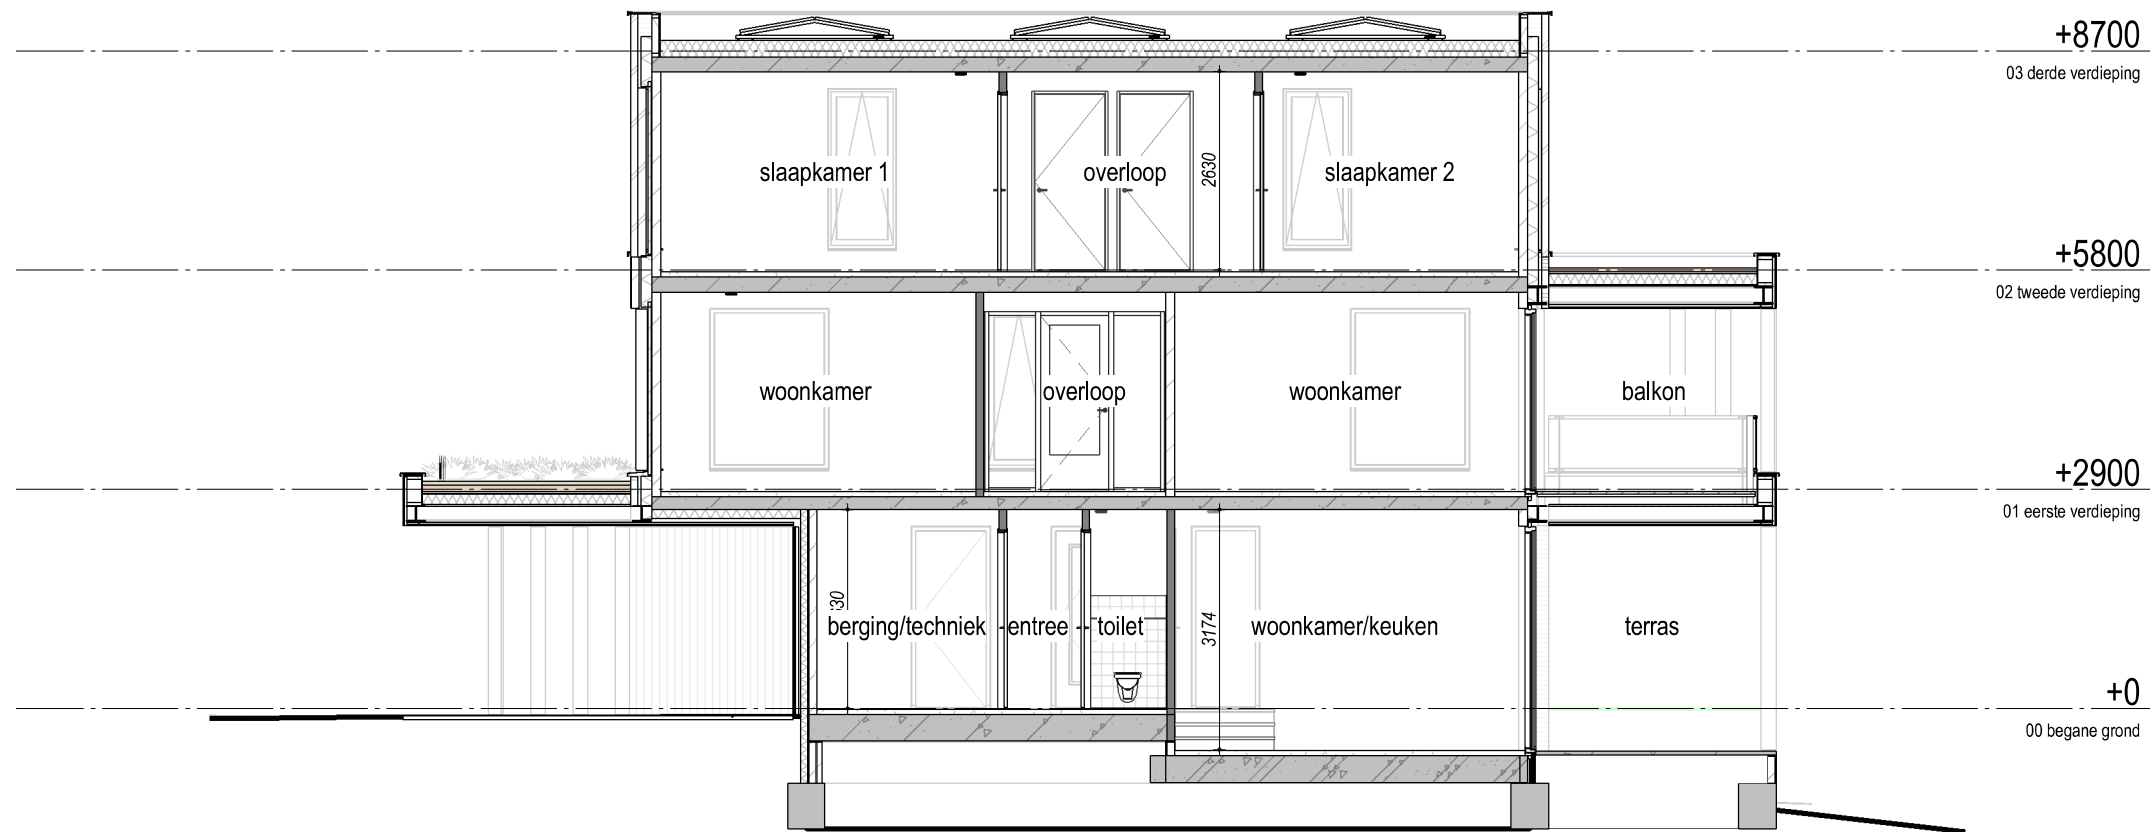 +8700
03 derde verdieping
slaapkamer 1
overloop
2630
slaapkamer 2
+5800
02 tweede verdieping
woonkamer
overloop
woonkamer
balkon
+2900
01 eerste verdieping
berging/techniek
entree
toilet
3174
woonkamer/keuken
terras
+0
00 begane grond